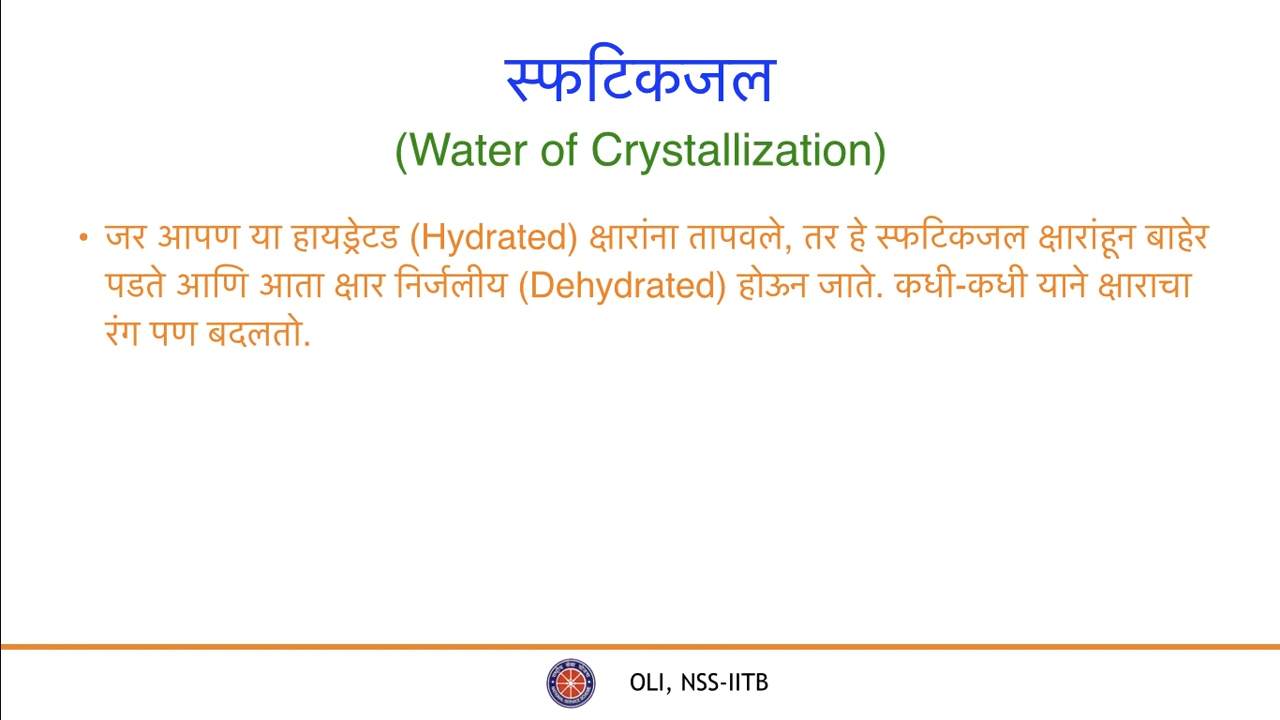 स्फटिकजल
(Water of Crystallization)
• जर आपण या हायड्रेटड (Hydrated) क्षारांना तापवले, तर हे स्फटिकजल क्षारांहून बाहेर
पडते आणि आता क्षार निर्जलीय (Dehydrated) होऊन जाते. कधी-कधी याने क्षाराचा
रंग पण बदलतो.
OLI, NSS-IITB